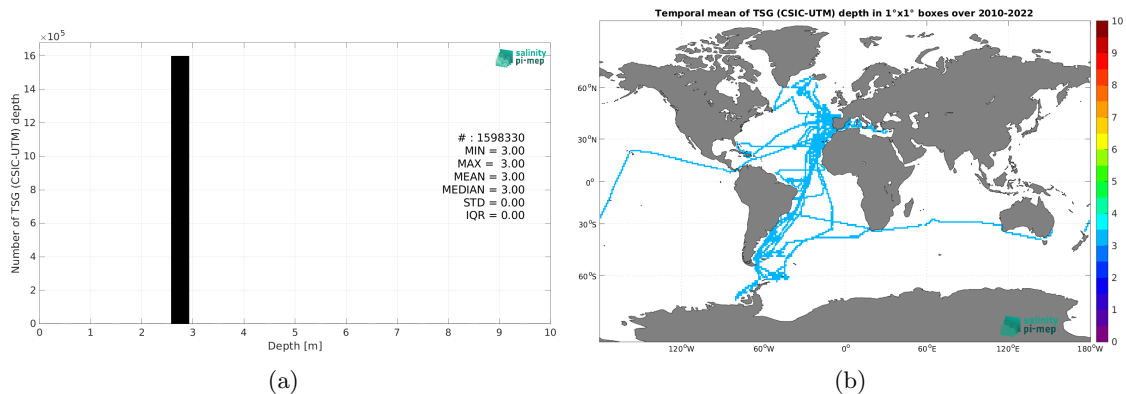 ×10⁵
16
14
12
10
8
6
4
2
0
Number of TSG (CSIC-UTM) depth
0 1 2 3 4 5 6 7 8 9 10
Depth [m]
salinity
pi-mep
# : 1598330
MIN = 3.00
MAX = 3.00
MEAN = 3.00
MEDIAN = 3.00
STD = 0.00
IQR = 0.00
(a)
Temporal mean of TSG (CSIC-UTM) depth in 1°x1° boxes over 2010-2022
60°N
30°N
0°
30°S
60°S
120°W 60°W 0° 60°E 120°E 180°W
salinity
pi-mep
10
9
8
7
6
5
4
3
2
1
0
(b)